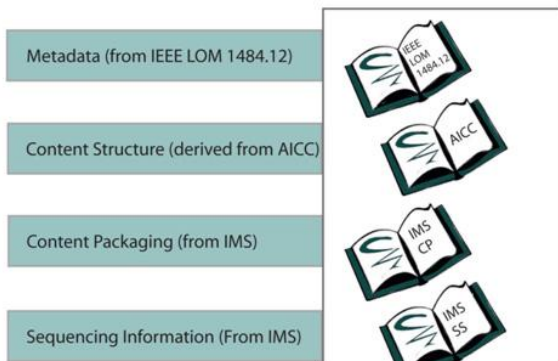 Metadata (from IEEE LOM 1484.12)
IEEE
LOM
1484.12
Content Structure (derived from AICC)
AICC
Content Packaging (from IMS)
IMS
CP
Sequencing Information (From IMS)
IMS
SS